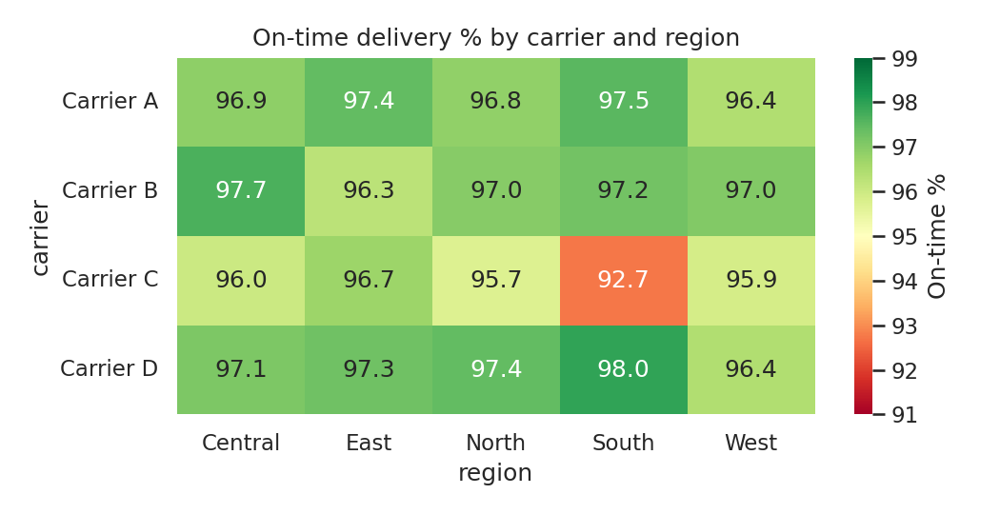 On-time delivery % by carrier and region
Carrier A 96.9 97.4 96.8 97.5 96.4
Carrier B 97.7 96.3 97.0 97.2 97.0
Carrier C 96.0 96.7 95.7 92.7 95.9
Carrier D 97.1 97.3 97.4 98.0 96.4
Central East North South West
region
carrier
99
98
97
96
95
94
93
92
91
On-time %